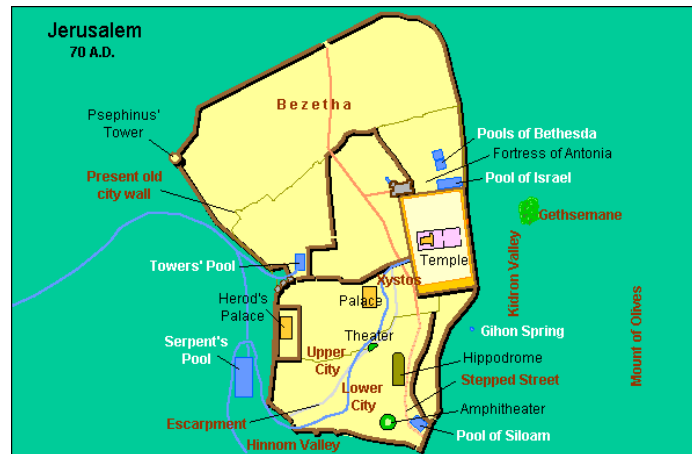 Jerusalem
70 A.D.
Bezetha
Psephinus'
Tower
Present old
city wall
Pools of Bethesda
Fortress of Antonia
Pool of Israel
Gethsemane
Towers' Pool
Temple
Xystos
Kidron Valley
Mount of Olives
Herod's
Palace
Palace
Theater
Gihon Spring
Serpent's
Pool
Upper
City
Hippodrome
Lower
City
Stepped Street
Escarpment
Amphitheater
Hinnom Valley
Pool of Siloam